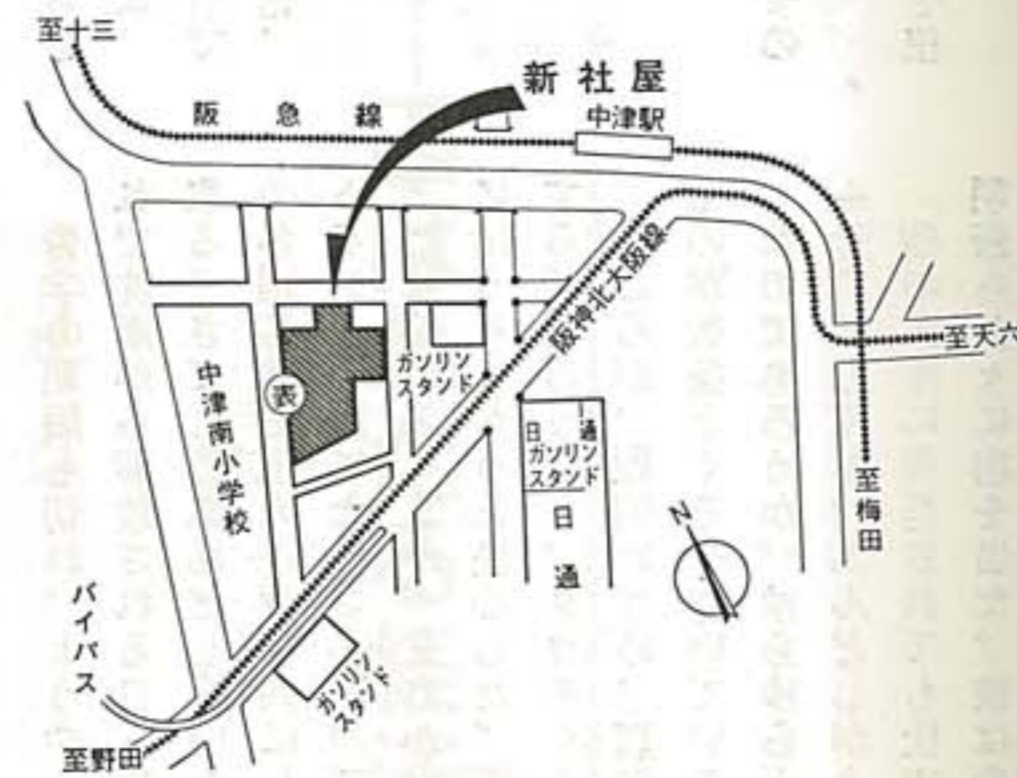 至十三
新社屋
阪急線
中津駅
阪神北大阪線
至天六
ガソリン
スタンド
中津南小学校
表
日通
ガソリン
スタンド
日通
至梅田
N
バイパス
ガソリン
スタンド
至野田